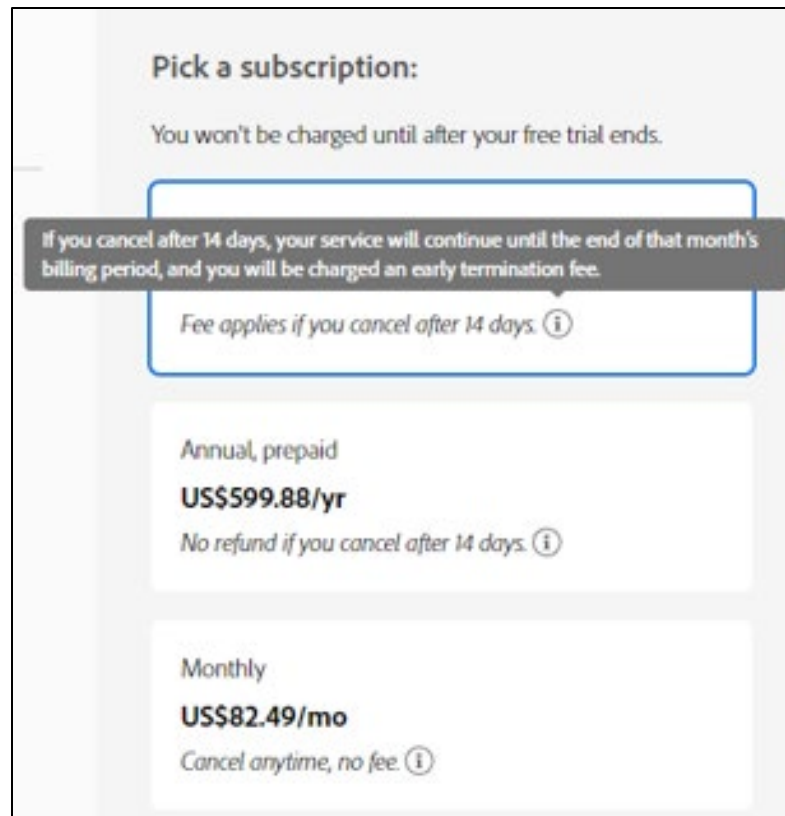 Pick a subscription:
You won't be charged until after your free trial ends.
If you cancel after 14 days, your service will continue until the end of that month's
billing period, and you will be charged an early termination fee.
Fee applies if you cancel after 14 days.
Annual, prepaid
US$599.88/yr
No refund if you cancel after 14 days.
Monthly
US$82.49/mo
Cancel anytime, no fee.